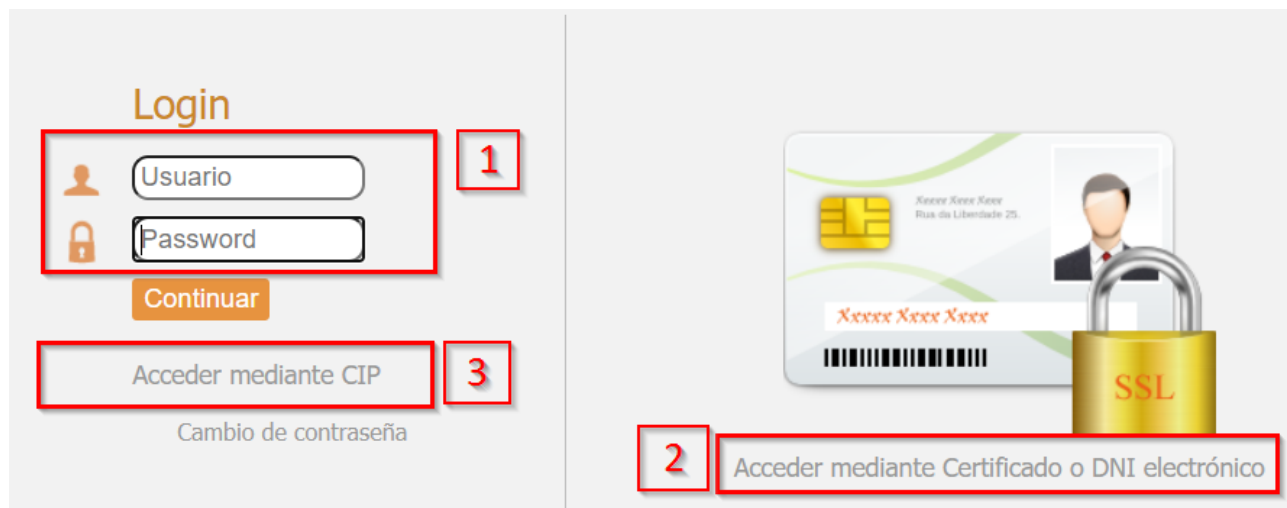 Login
1
Usuario
Password
Continuar
Acceder mediante CIP
3
Cambio de contraseña
Xxxxx Xxxx Xxxx
Rua da Liberdade 25.
Xxxxx Xxxx Xxxx
SSL
2
Acceder mediante Certificado o DNI electrónico